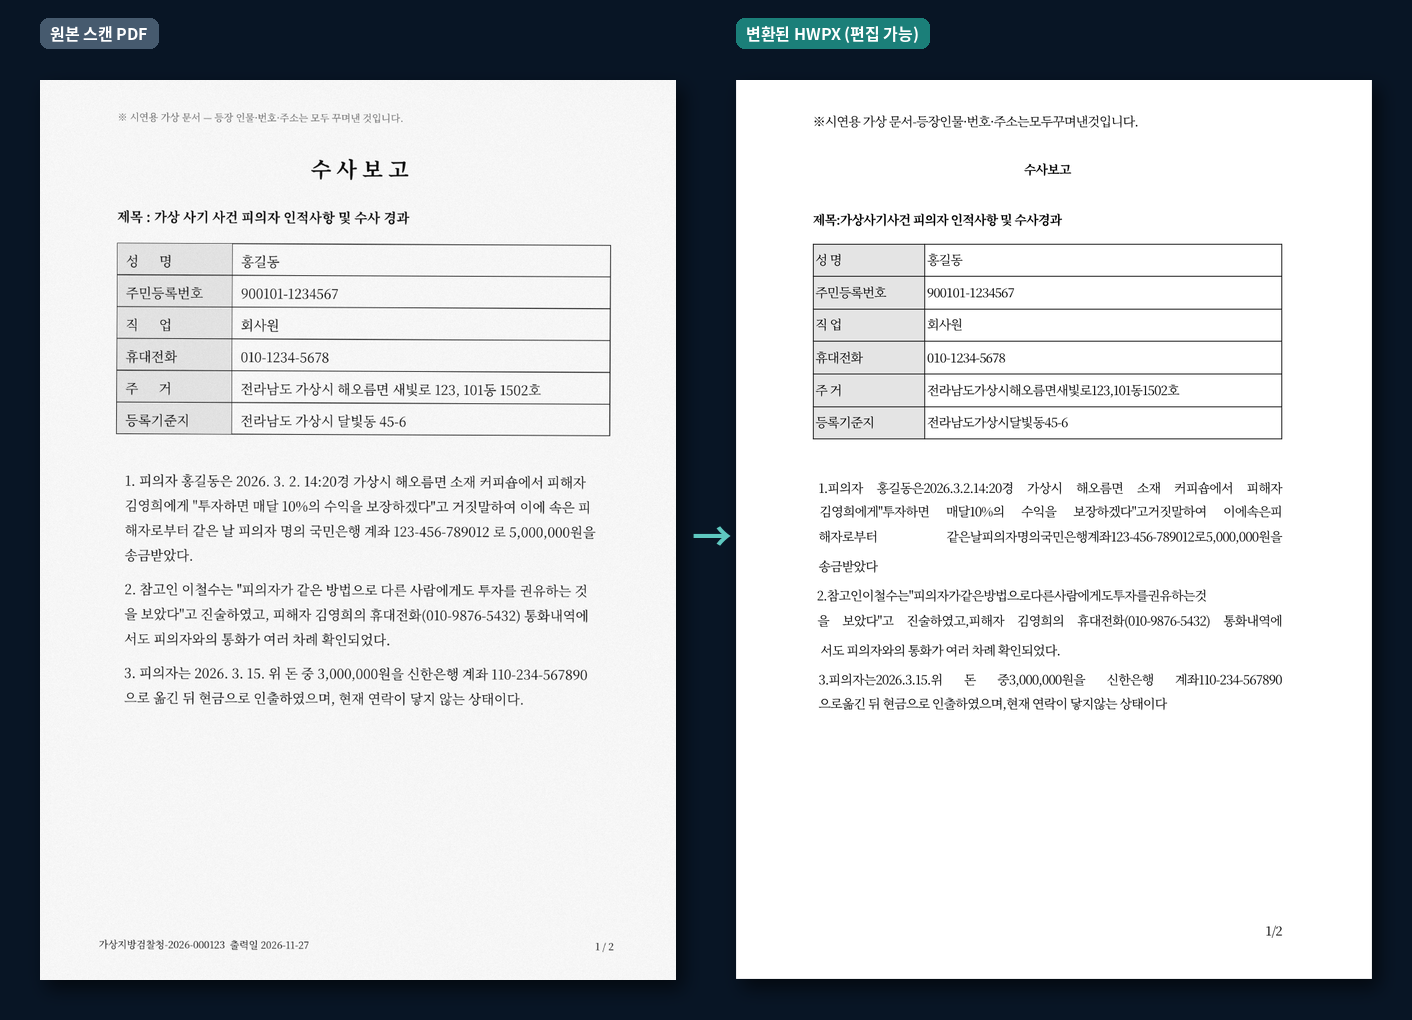 원본 스캔 PDF
※ 시연용 가상 문서 — 등장 인물·번호·주소는 모두 꾸며낸 것입니다.
수 사 보 고
제목 : 가상 사기 사건 피의자 인적사항 및 수사 경과
성 명 홍길동
주민등록번호 900101-1234567
직 업 회사원
휴대전화 010-1234-5678
주 거 전라남도 가상시 해오름면 새빛로 123, 101동 1502호
등록기준지 전라남도 가상시 달빛동 45-6
1. 피의자 홍길동은 2026. 3. 2. 14:20경 가상시 해오름면 소재 커피숍에서 피해자
김영희에게 "투자하면 매달 10%의 수익을 보장하겠다"고 거짓말하여 이에 속은 피
해자로부터 같은 날 피의자 명의 국민은행 계좌 123-456-789012 로 5,000,000원을
송금받았다.
2. 참고인 이철수는 "피의자가 같은 방법으로 다른 사람에게도 투자를 권유하는 것
을 보았다"고 진술하였고, 피해자 김영희의 휴대전화(010-9876-5432) 통화내역에
서도 피의자와의 통화가 여러 차례 확인되었다.
3. 피의자는 2026. 3. 15. 위 돈 중 3,000,000원을 신한은행 계좌 110-234-567890
으로 옮긴 뒤 현금으로 인출하였으며, 현재 연락이 닿지 않는 상태이다.
가상지방검찰청-2026-000123 출력일 2026-11-27
1 / 2
→
변환된 HWPX (편집 가능)
※시연용 가상 문서-등장인물·번호·주소는모두꾸며낸것입니다.
수사보고
제목:가상사기사건 피의자 인적사항 및 수사경과
성 명 홍길동
주민등록번호 900101-1234567
직 업 회사원
휴대전화 010-1234-5678
주 거 전라남도가상시해오름면새빛로123,101동1502호
등록기준지 전라남도가상시달빛동45-6
1.피의자 홍길동은2026.3.2.14:20경 가상시 해오름면 소재 커피숍에서 피해자
김영희에게"투자하면 매달10%의 수익을 보장하겠다"고거짓말하여 이에속은피
해자로부터 같은날피의자명의국민은행계좌123-456-789012로5,000,000원을
송금받았다
2.참고인이철수는"피의자가같은방법으로다른사람에게도투자를권유하는것
을 보았다"고 진술하였고,피해자 김영희의 휴대전화(010-9876-5432) 통화내역에
서도 피의자와의 통화가 여러 차례 확인되었다.
3.피의자는2026.3.15.위 돈 중3,000,000원을 신한은행 계좌110-234-567890
으로옮긴 뒤 현금으로 인출하였으며,현재 연락이 닿지않는 상태이다
1/2